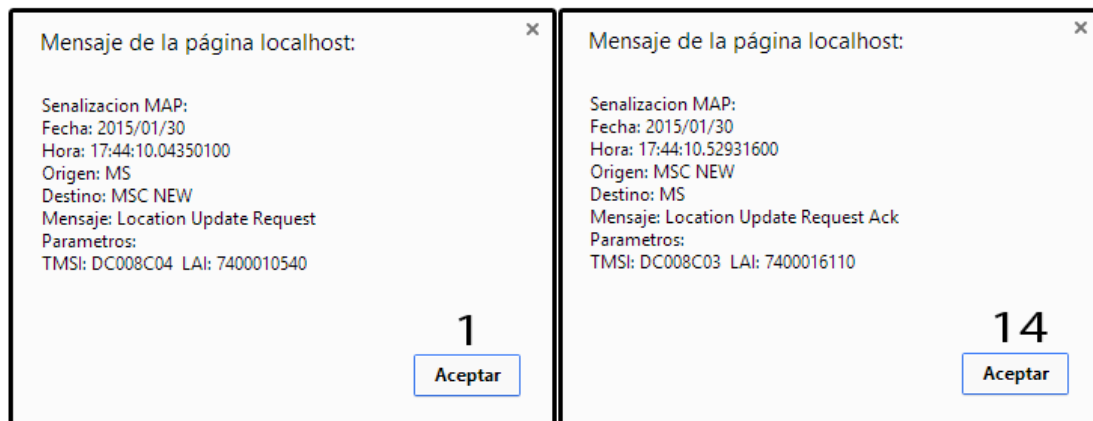 Mensaje de la página localhost:
×
Senalizacion MAP:
Fecha: 2015/01/30
Hora: 17:44:10.04350100
Origen: MS
Destino: MSC NEW
Mensaje: Location Update Request
Parametros:
TMSI: DC008C04 LAI: 7400010540
1
Aceptar
Mensaje de la página localhost:
×
Senalizacion MAP:
Fecha: 2015/01/30
Hora: 17:44:10.52931600
Origen: MSC NEW
Destino: MS
Mensaje: Location Update Request Ack
Parametros:
TMSI: DC008C03 LAI: 7400016110
14
Aceptar